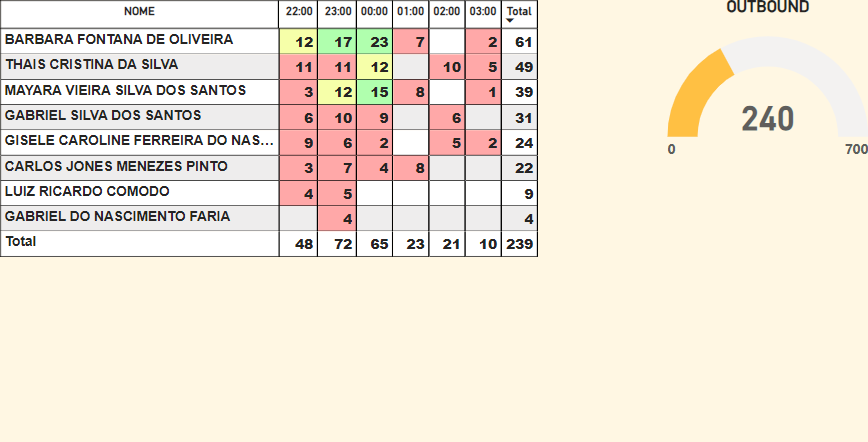 NOME 22:00 23:00 00:00 01:00 02:00 03:00 Total
BARBARA FONTANA DE OLIVEIRA 12 17 23 7 2 61
THAIS CRISTINA DA SILVA 11 11 12 10 5 49
MAYARA VIEIRA SILVA DOS SANTOS 3 12 15 8 1 39
GABRIEL SILVA DOS SANTOS 6 10 9 6 31
GISELE CAROLINE FERREIRA DO NAS... 9 6 2 5 2 24
CARLOS JONES MENEZES PINTO 3 7 4 8 22
LUIZ RICARDO COMODO 4 5 9
GABRIEL DO NASCIMENTO FARIA 4 4
Total 48 72 65 23 21 10 239
OUTBOUND
240
0 700